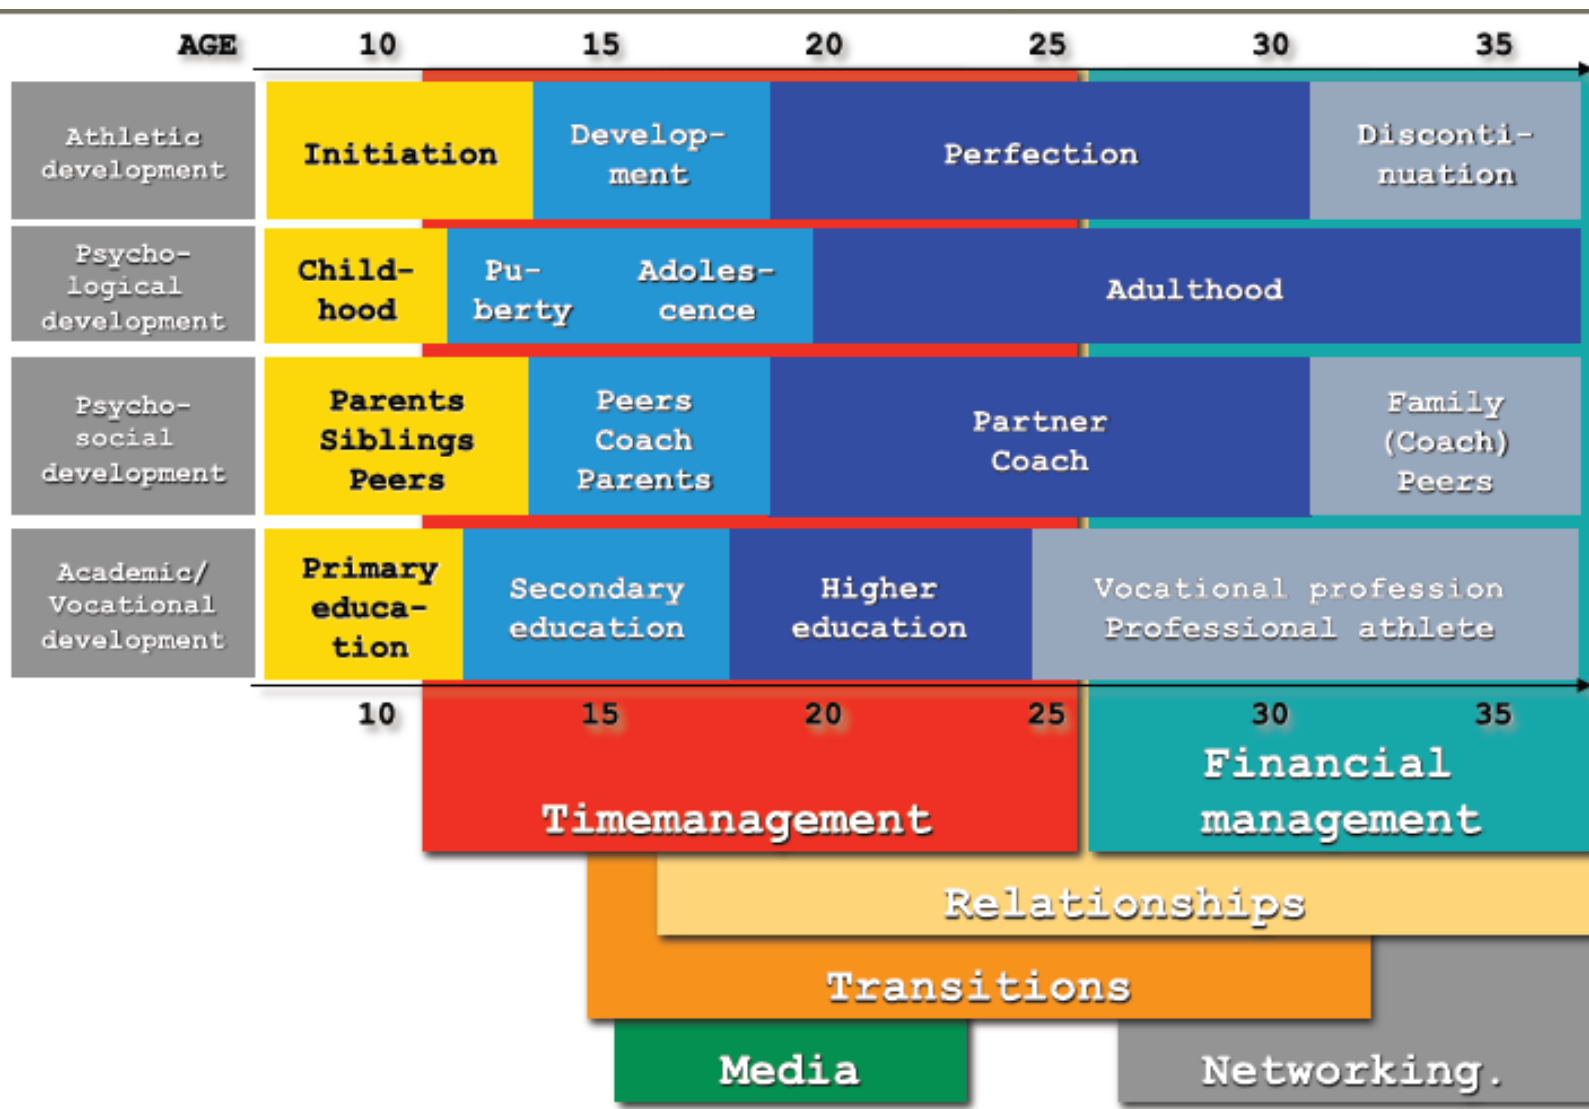 AGE 10 15 20 25 30 35
Athletic
development
Initiation
Develop-
ment
Perfection
Disconti-
nuation
Psycho-
logical
development
Child-
hood
Pu-
berty
Adoles-
cence
Adulthood
Psycho-
social
development
Parents
Siblings
Peers
Peers
Coach
Parents
Partner
Coach
Family
(Coach)
Peers
Academic/
Vocational
development
Primary
educa-
tion
Secondary
education
Higher
education
Vocational profession
Professional athlete
10 15 20 25 30 35
Timemanagement
Financial
management
Relationships
Transitions
Media
Networking.